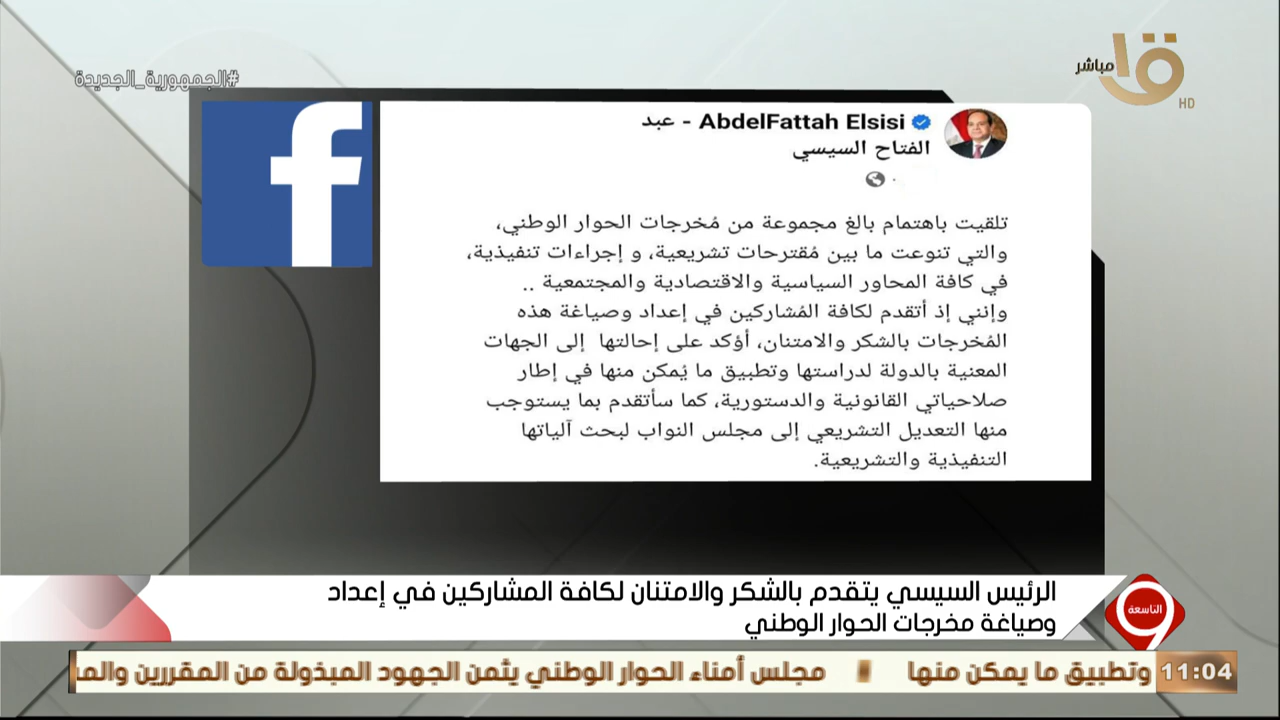 #الجمهورية_الجديدة
مباشر
HD
AbdelFattah Elsisi - عبد
الفتاح السيسي
تلقيت باهتمام بالغ مجموعة من مُخرجات الحوار الوطني،
والتي تنوعت ما بين مُقترحات تشريعية، و إجراءات تنفيذية،
في كافة المحاور السياسية والاقتصادية والمجتمعية ..
وإنني إذ أتقدم لكافة المُشاركين في إعداد وصياغة هذه
المُخرجات بالشكر والامتنان، أؤكد على إحالتها إلى الجهات
المعنية بالدولة لدراستها وتطبيق ما يُمكن منها في إطار
صلاحياتي القانونية والدستورية، كما سأتقدم بما يستوجب
منها التعديل التشريعي إلى مجلس النواب لبحث آلياتها
التنفيذية والتشريعية.
الرئيس السيسي يتقدم بالشكر والامتنان لكافة المشاركين في إعداد
وصياغة مخرجات الحوار الوطني
التاسعة
11:04 وتطبيق ما يمكن منها مجلس أمناء الحوار الوطني يثمن الجهود المبذولة من المقررين